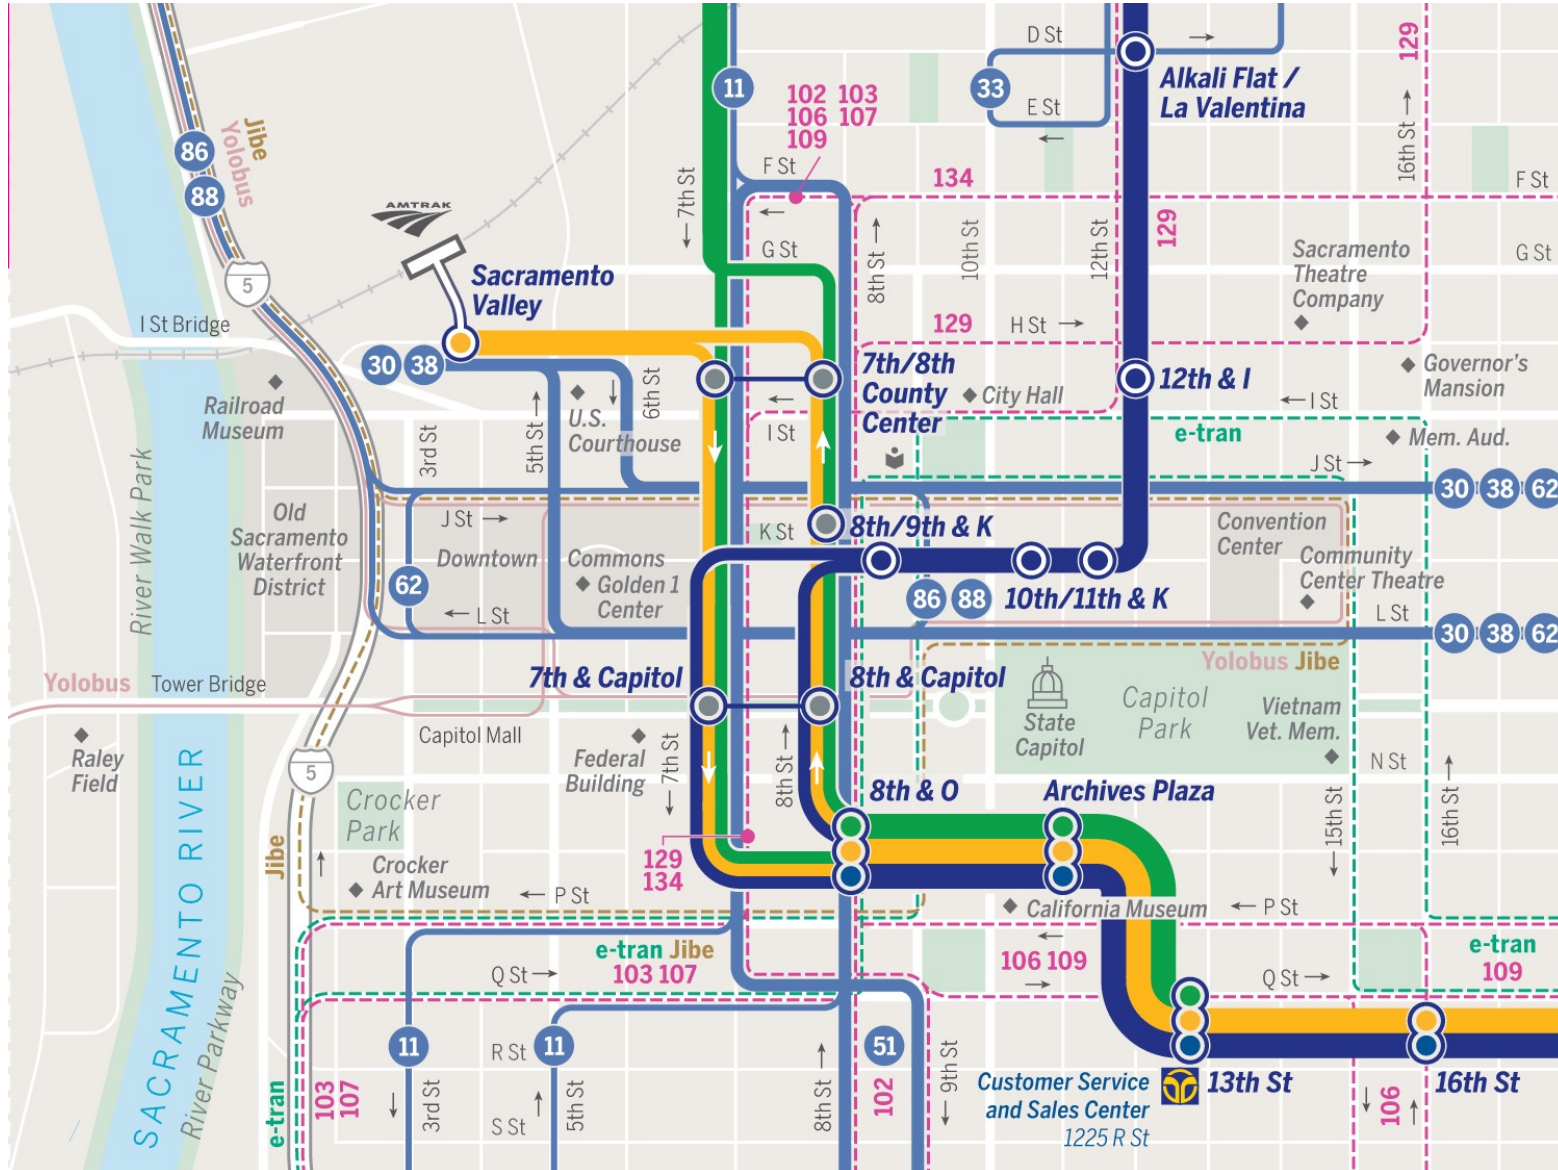 D St
129
11
33
Alkali Flat /
La Valentina
102 103
106 107
109
E St
16th St
Jibe
Yolobus
86
88
F St
134
F St
7th St
AMTRAK
G St
8th St
10th St
12th St
129
Sacramento
Theatre
Company
G St
Sacramento
Valley
5
I St Bridge
129
H St
30 38
7th/8th
County
Center
12th & I
Governor's
Mansion
Railroad
Museum
6th St
U.S.
Courthouse
City Hall
I St
3rd St
5th St
I St
e-tran
Mem. Aud.
J St
30 38 62
River Walk Park
Old
Sacramento
Waterfront
District
J St
K St
8th/9th & K
Convention
Center
Downtown
Commons
Golden 1
Center
Community
Center Theatre
62
86 88
10th/11th & K
L St
L St
30 38 62
Yolobus
Tower Bridge
7th & Capitol
8th & Capitol
Yolobus Jibe
State
Capitol
Capitol
Park
Vietnam
Vet. Mem.
Capitol Mall
Raley
Field
Federal
Building
7th St
8th St
N St
5
8th & O
Archives Plaza
Crocker
Park
15th St
16th St
SACRAMENTO RIVER
Jibe
129
134
Crocker
Art Museum
P St
California Museum
P St
e-tran Jibe
103 107
106 109
e-tran
109
Q St
Q St
River Parkway
11
R St
11
51
e-tran
103
107
3rd St
S St
5th St
8th St
102
9th St
Customer Service
and Sales Center
1225 R St
13th St
16th St
106